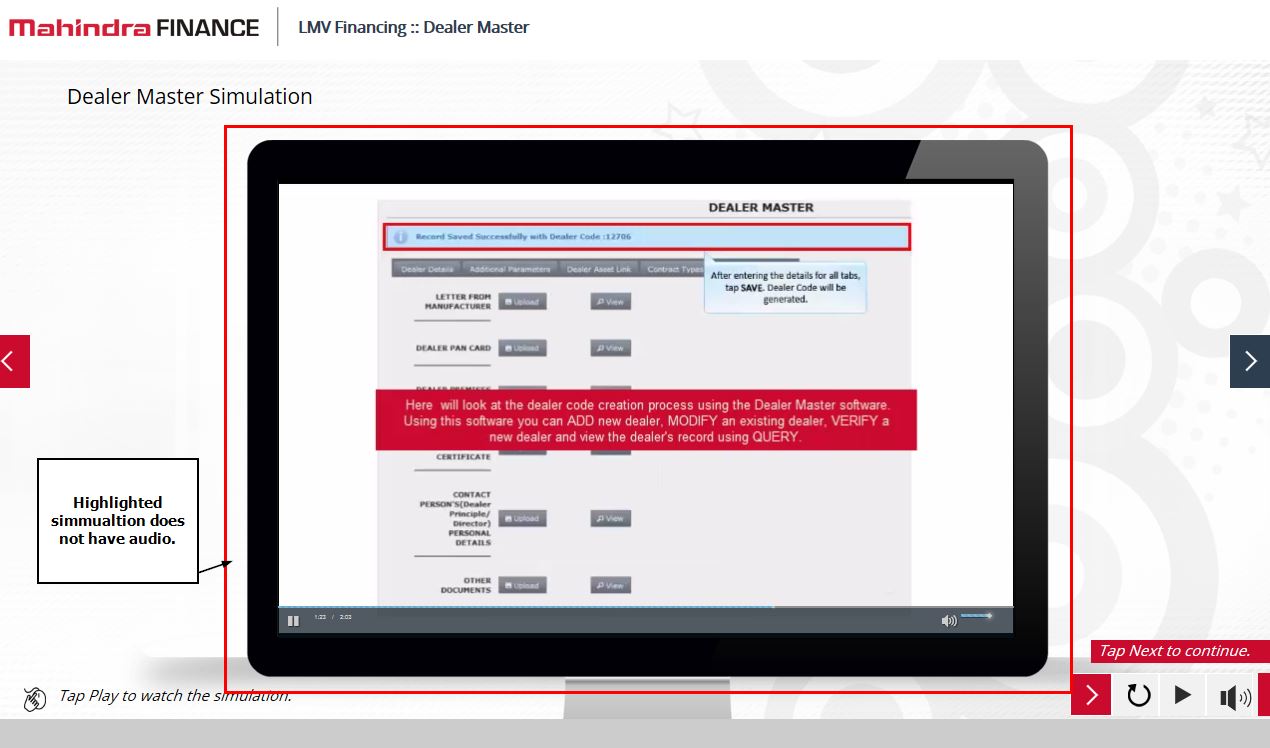 Mahindra FINANCE
LMV Financing :: Dealer Master
Dealer Master Simulation
DEALER MASTER
Record Saved Successfully with Dealer Code :12706
Dealer Details Additional Parameters Dealer Asset Link Contract Types
After entering the details for all tabs,
tap SAVE. Dealer Code will be
generated.
LETTER FROM
MANUFACTURER
Upload View
DEALER PAN CARD Upload View
DEALER PREMISES
Here will look at the dealer code creation process using the Dealer Master software.
Using this software you can ADD new dealer, MODIFY an existing dealer, VERIFY a
new dealer and view the dealer's record using QUERY.
CERTIFICATE
CONTACT
PERSON'S(Dealer
Principle/
Director)
PERSONAL
DETAILS
Upload View
OTHER
DOCUMENTS
Upload View
1:23 / 2:03
Highlighted
simmualtion does
not have audio.
Tap Next to continue.
Tap Play to watch the simulation.